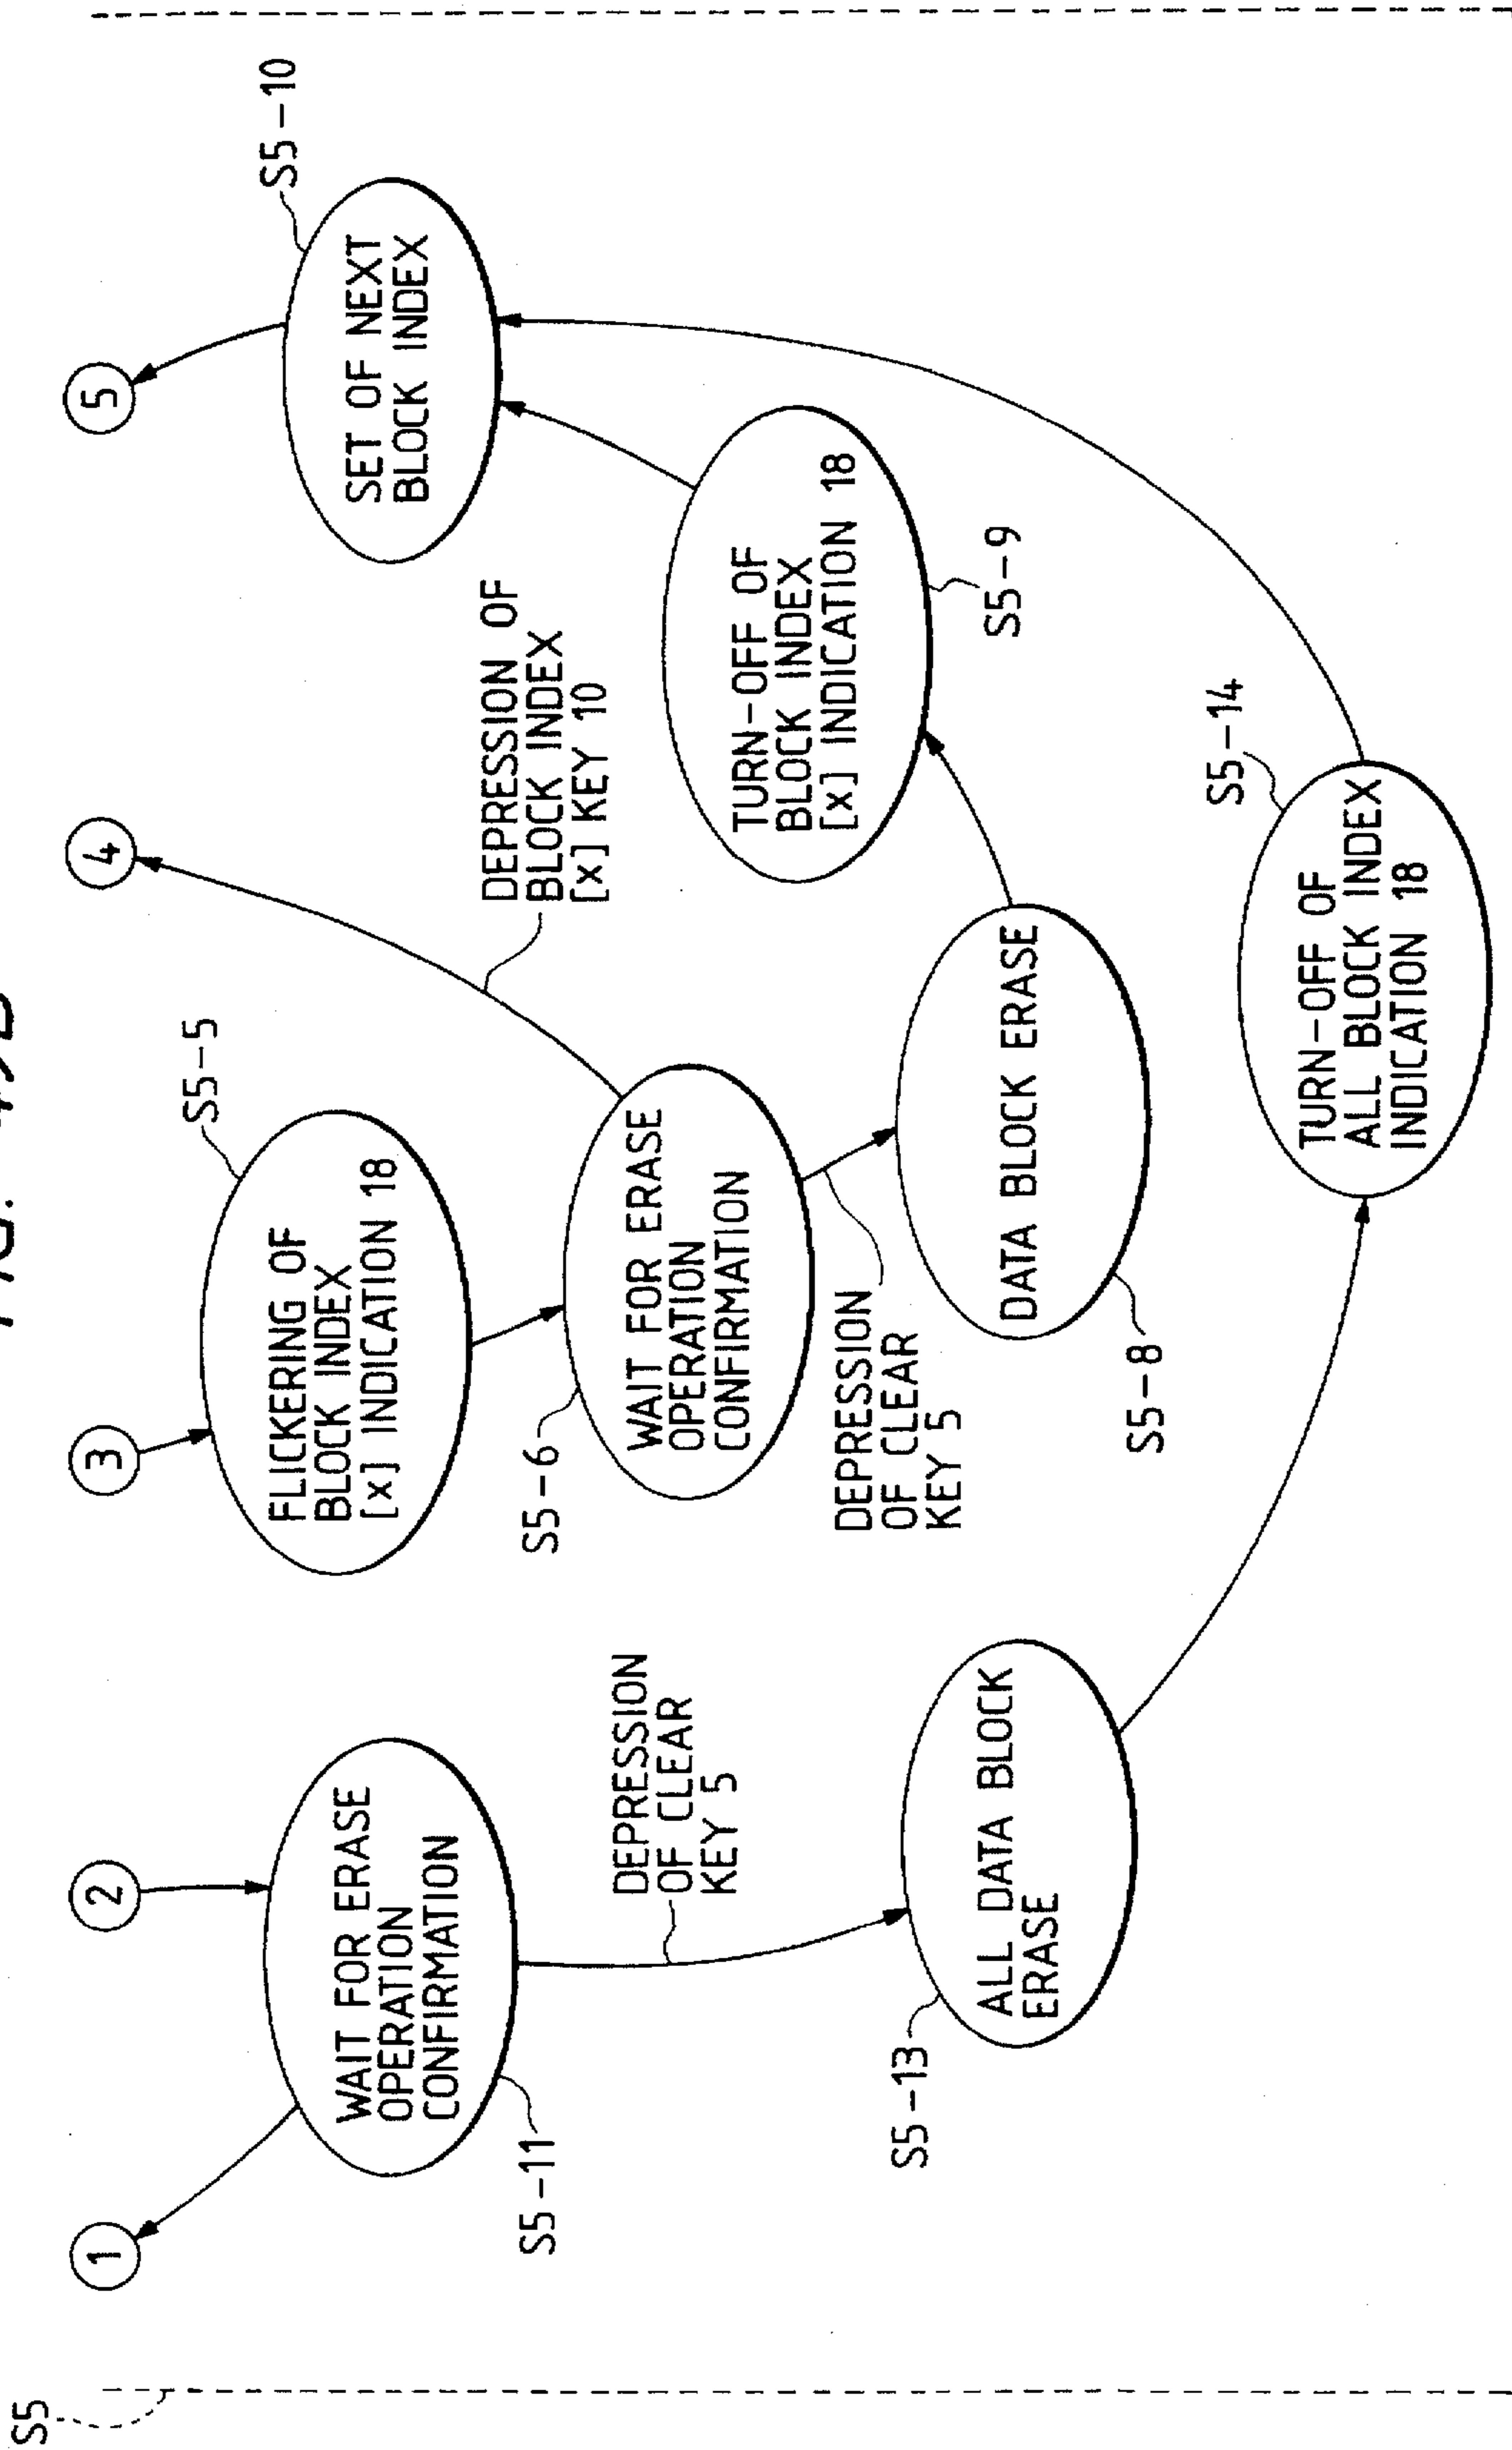 S5
1
2
3
4
5
WAIT FOR ERASE
OPERATION
CONFIRMATION
S5-11
DEPRESSION
OF CLEAR
KEY 5
ALL DATA BLOCK
ERASE
S5-13
FLICKERING OF
BLOCK INDEX
[x] INDICATION 18
S5-5
WAIT FOR ERASE
OPERATION
CONFIRMATION
S5-6
DEPRESSION
OF CLEAR
KEY 5
DEPRESSION OF
BLOCK INDEX
[x] KEY 10
DATA BLOCK ERASE
S5-8
TURN-OFF OF
BLOCK INDEX
[x] INDICATION 18
S5-9
SET OF NEXT
BLOCK INDEX
S5-10
TURN-OFF OF
ALL BLOCK INDEX
INDICATION 18
S5-14